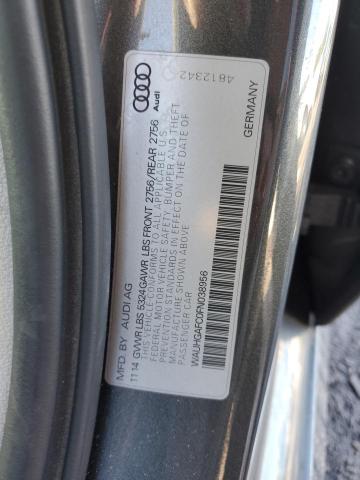 MFD BY AUDI AG
11 14 GVWR LBS 5324 GAWR LBS FRONT 2756/REAR 2756
THIS VEHICLE CONFORMS TO ALL APPLICABLE U.S.
FEDERAL MOTOR VEHICLE SAFETY, BUMPER AND THEFT
PREVENTION STANDARDS IN EFFECT ON THE DATE OF
MANUFACTURE SHOWN ABOVE
PASSENGER CAR
WAUHGAFC0FN038956
Audi
4812342
GERMANY